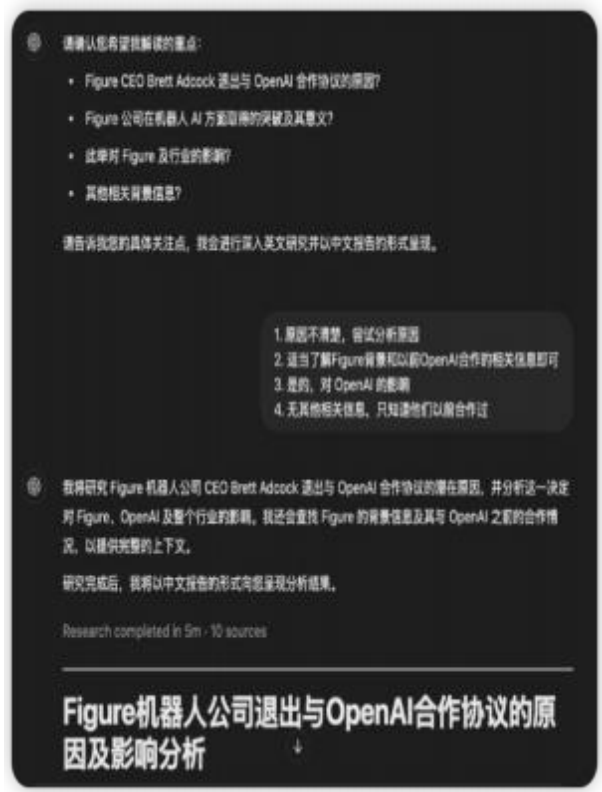 请确认您希望我解读的重点：
• Figure CEO Brett Adcock 退出与 OpenAI 合作协议的原因？
• Figure 公司在机器人 AI 方面取得的突破及其意义？
• 此举对 Figure 及行业的影响？
• 其他相关背景信息？
请告诉我您的具体关注点，我会进行深入英文研究并以中文报告的形式呈现。
1. 原因不清楚，尝试分析原因
2. 适当了解Figure背景和以前OpenAI合作的相关信息即可
3. 是的，对 OpenAI 的影响
4. 无其他相关信息，只知道他们以前合作过
我将研究 Figure 机器人公司 CEO Brett Adcock 退出与 OpenAI 合作协议的潜在原因，并分析这一决定
对 Figure、OpenAI 及整个行业的影响。我还会查找 Figure 的背景信息及其与 OpenAI 之前的合作情
况，以提供完整的上下文。
研究完成后，我将以中文报告的形式向您呈现分析结果。
Research completed in 5m · 10 sources
Figure机器人公司退出与OpenAI合作协议的原
因及影响分析